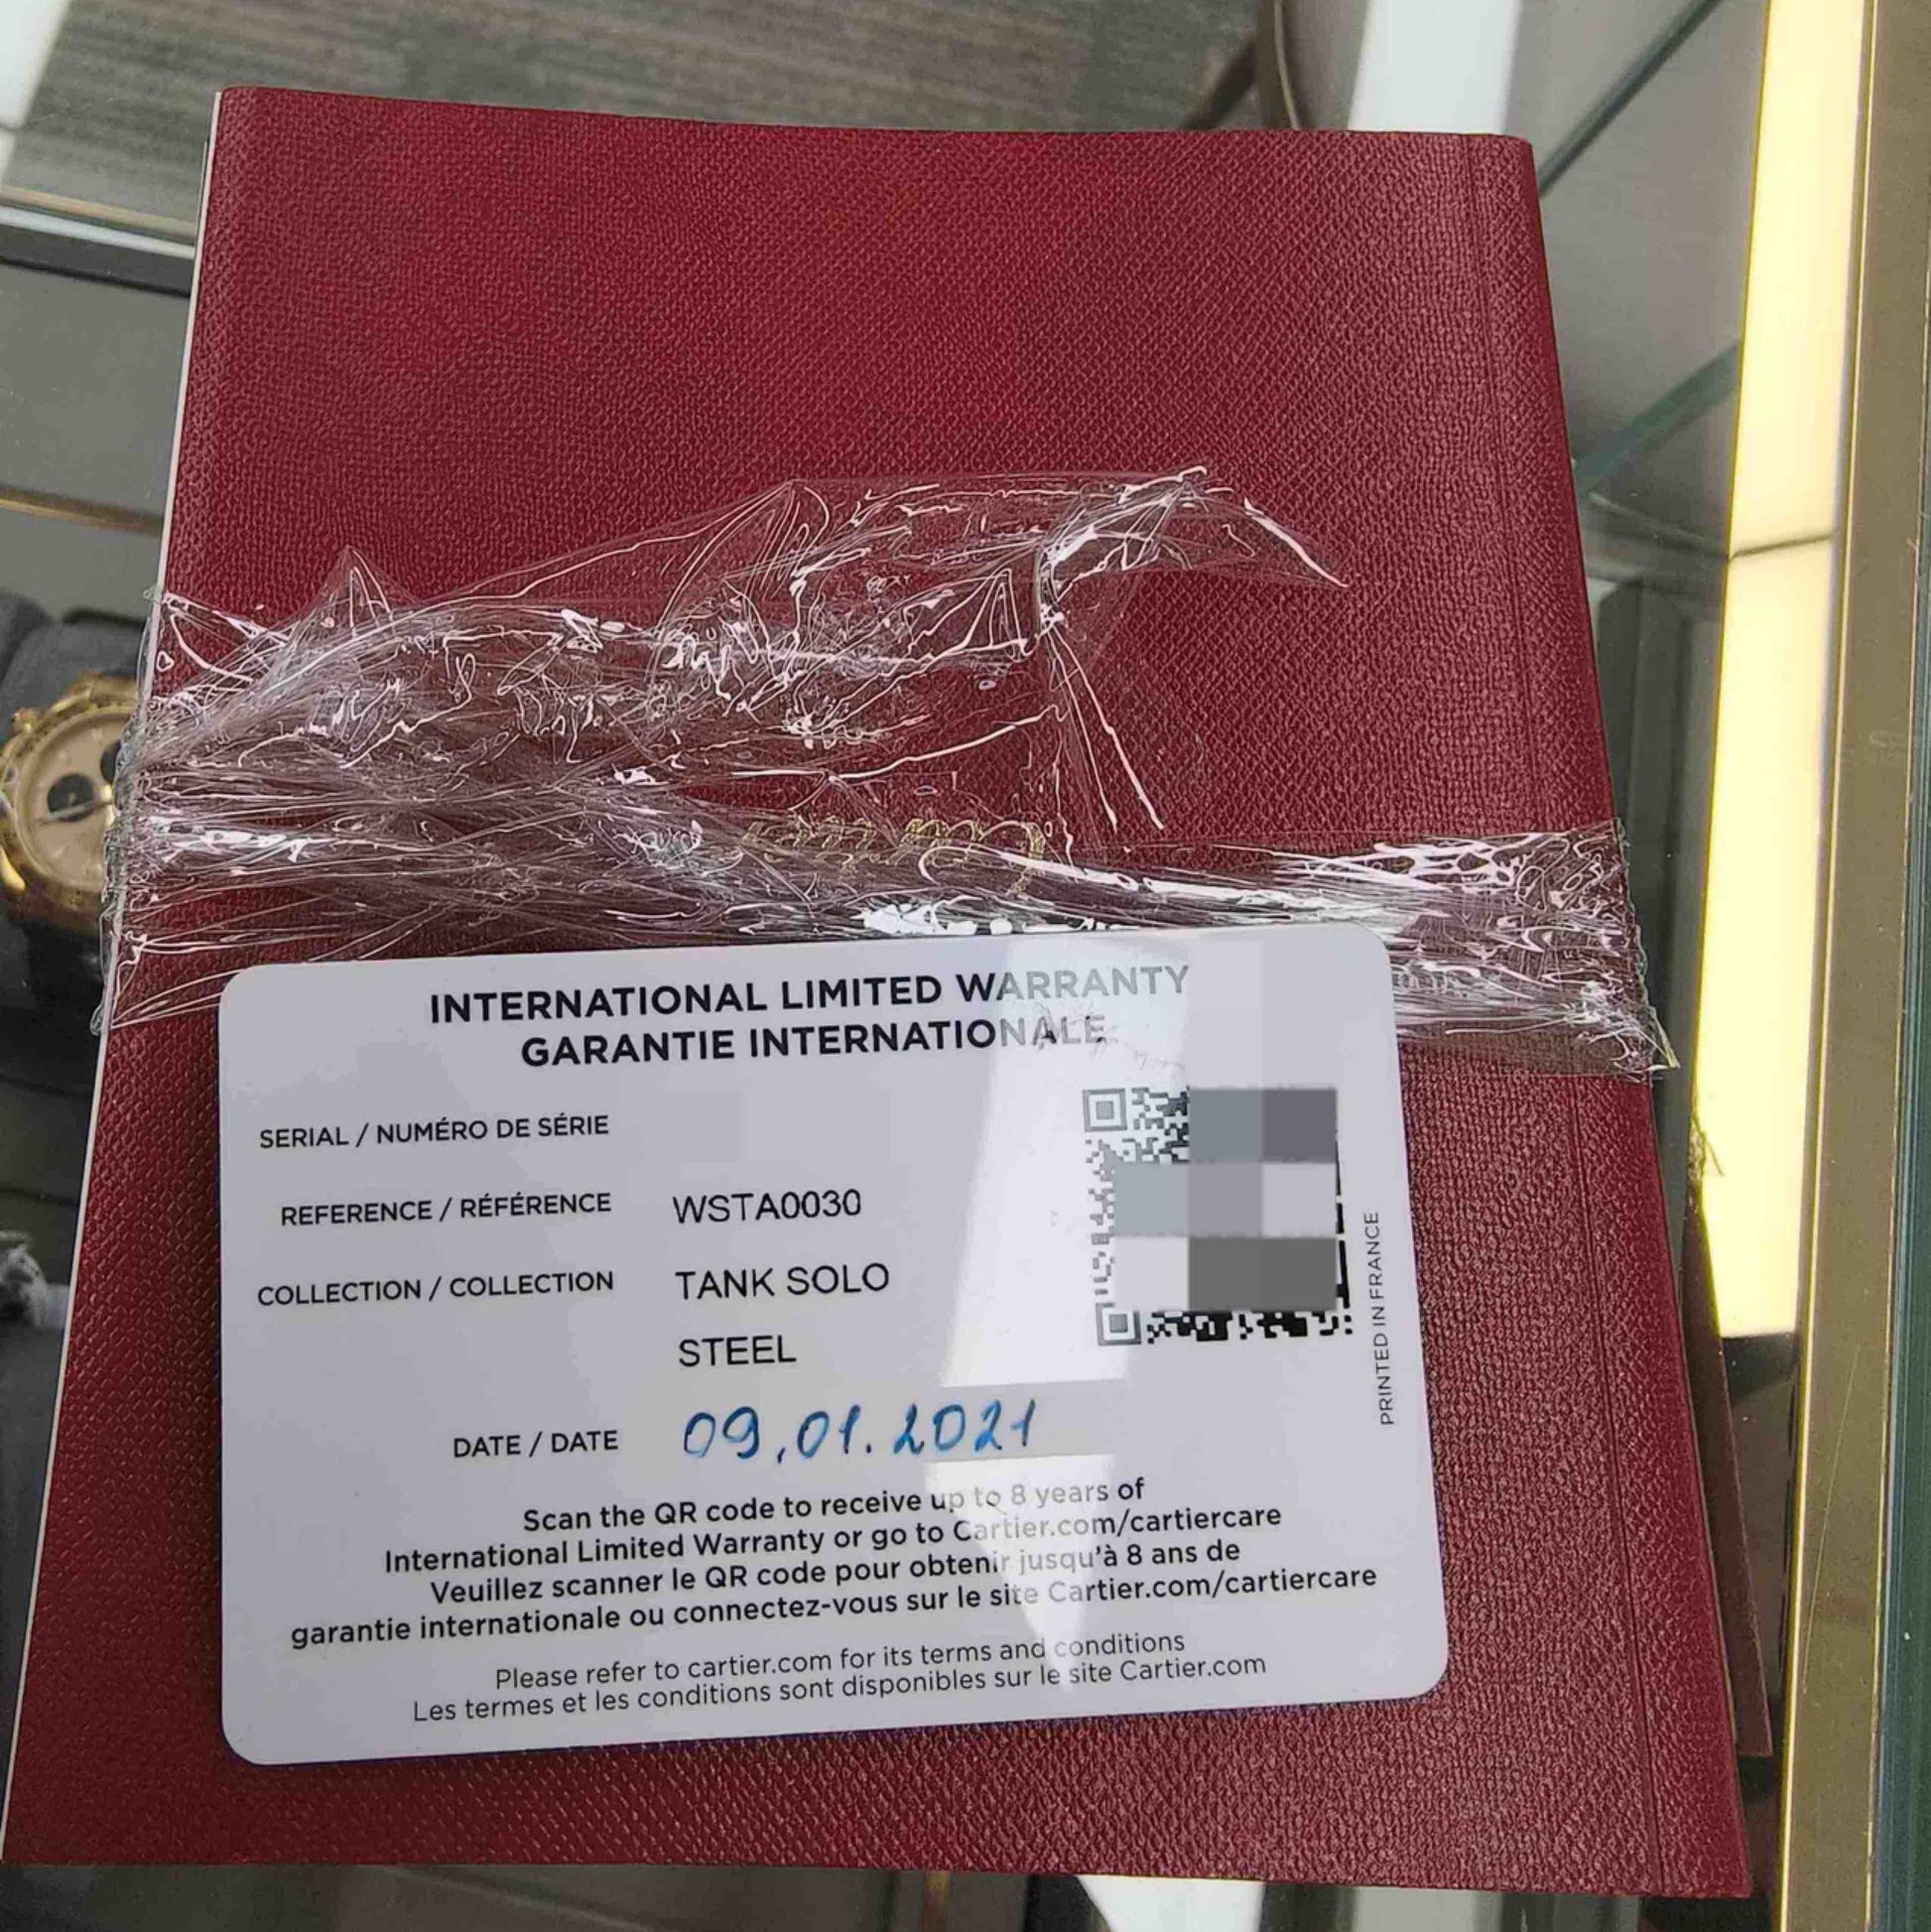 INTERNATIONAL LIMITED WARRANTY
GARANTIE INTERNATIONALE
SERIAL / NUMÉRO DE SÉRIE
REFERENCE / RÉFÉRENCE WSTA0030
COLLECTION / COLLECTION TANK SOLO
STEEL
DATE / DATE 09.01.2021
PRINTED IN FRANCE
Scan the QR code to receive up to 8 years of
International Limited Warranty or go to Cartier.com/cartiercare
Veuillez scanner le QR code pour obtenir jusqu'à 8 ans de
garantie internationale ou connectez-vous sur le site Cartier.com/cartiercare
Please refer to cartier.com for its terms and conditions
Les termes et les conditions sont disponibles sur le site Cartier.com